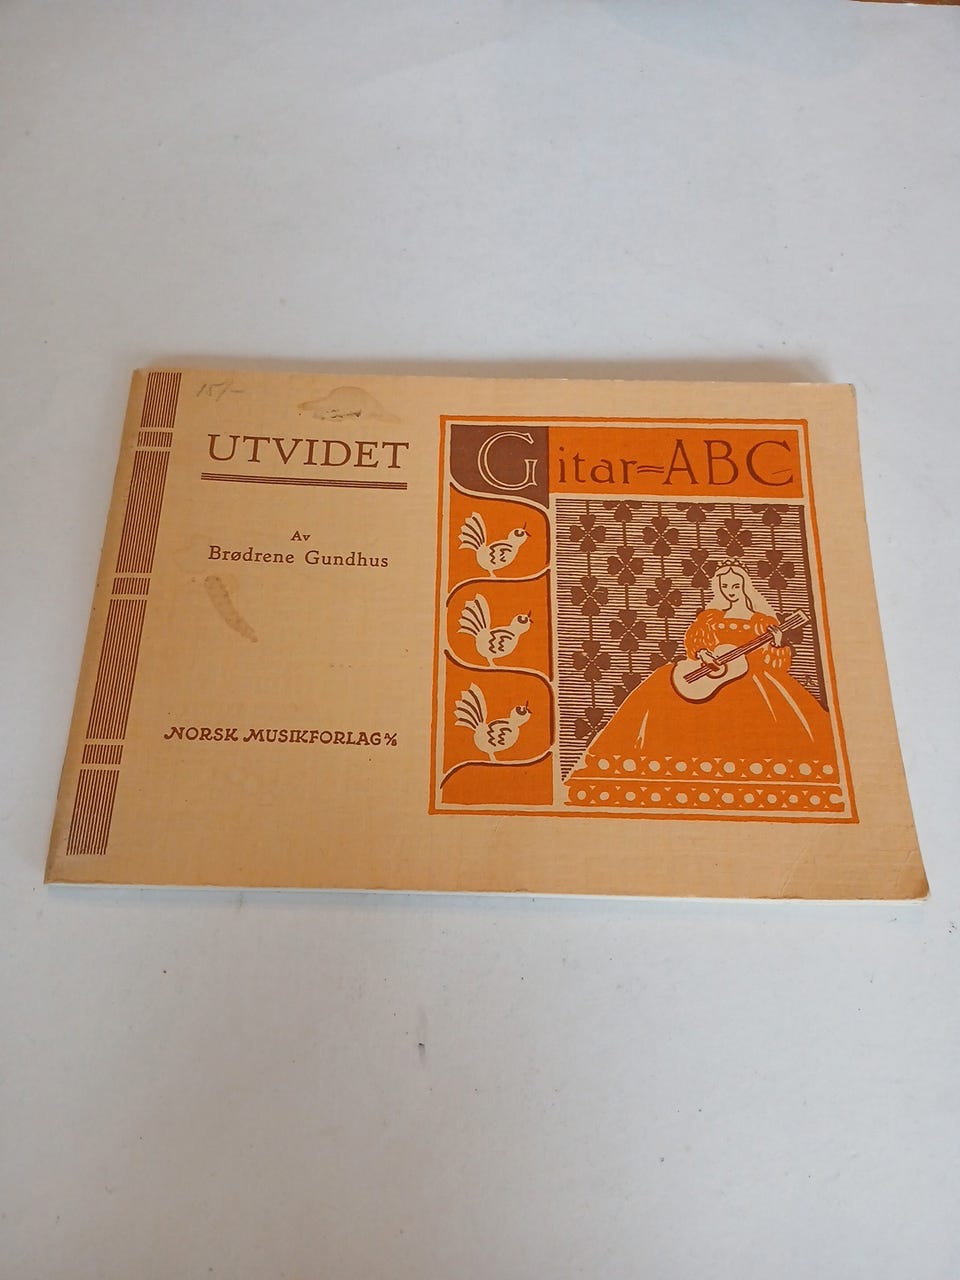 15/-
UTVIDET
Av
Brødrene Gundhus
NORSK MUSIKFORLAG A/S
Gitar=ABC